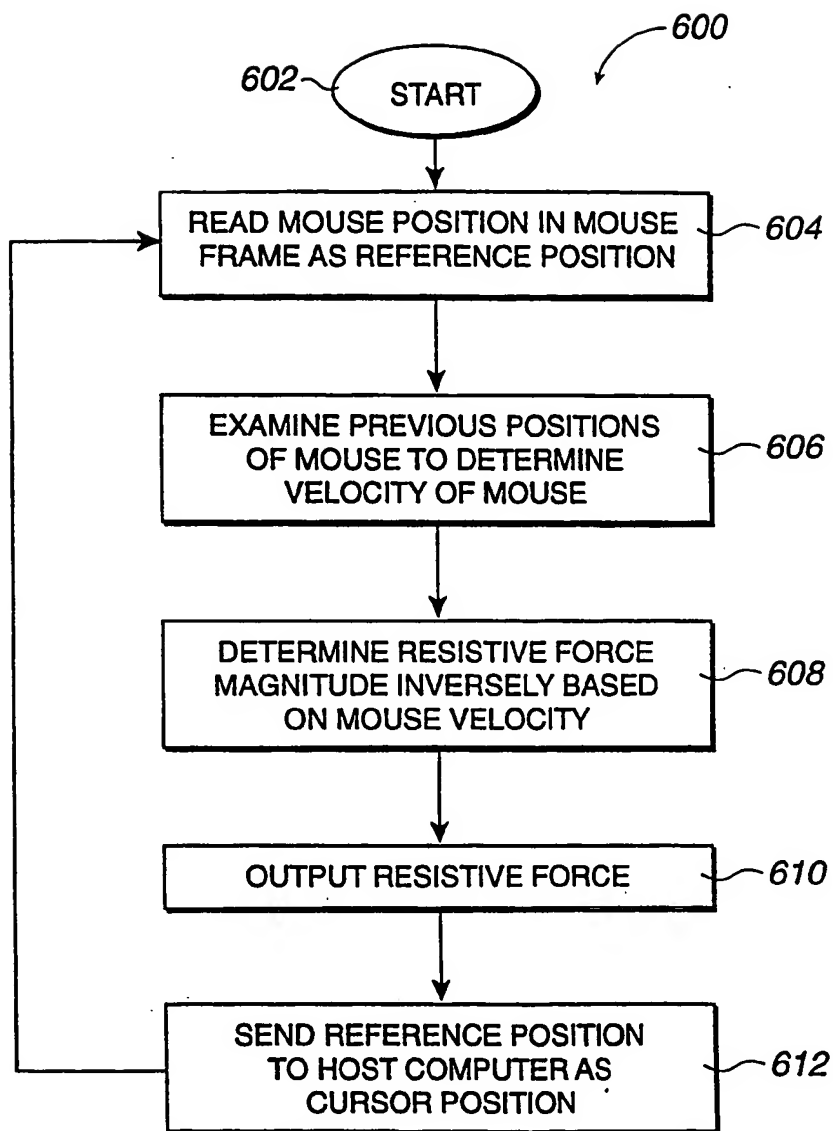 600
602
START
READ MOUSE POSITION IN MOUSE
FRAME AS REFERENCE POSITION
604
EXAMINE PREVIOUS POSITIONS
OF MOUSE TO DETERMINE
VELOCITY OF MOUSE
606
DETERMINE RESISTIVE FORCE
MAGNITUDE INVERSELY BASED
ON MOUSE VELOCITY
608
OUTPUT RESISTIVE FORCE
610
SEND REFERENCE POSITION
TO HOST COMPUTER AS
CURSOR POSITION
612